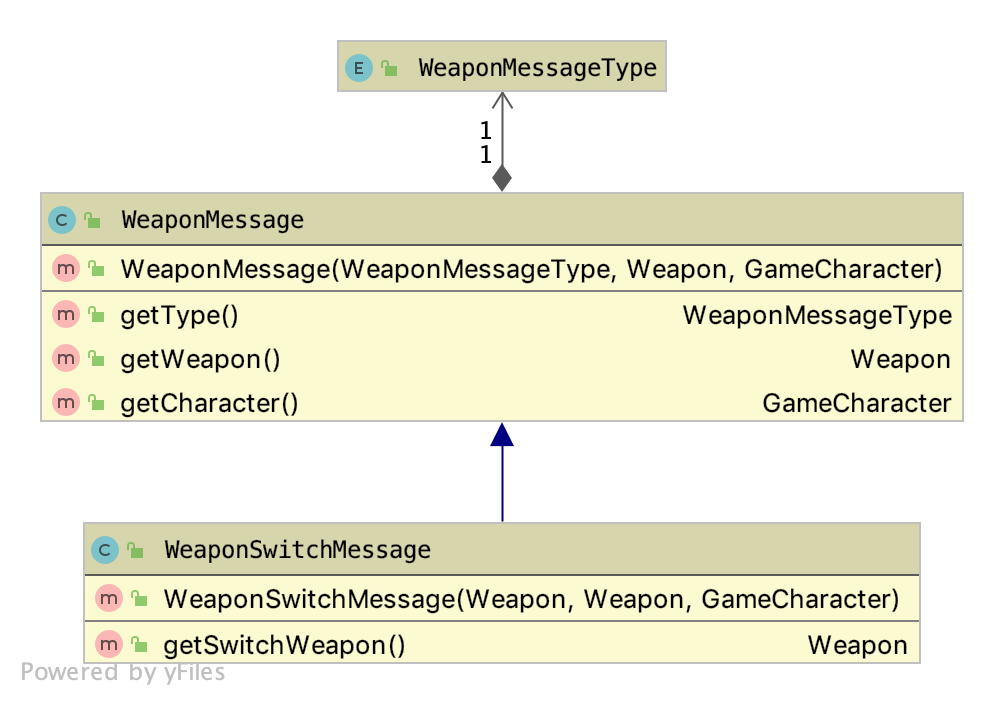 E WeaponMessageType
1
1
C WeaponMessage
m WeaponMessage(WeaponMessageType, Weapon, GameCharacter)
m getType() WeaponMessageType
m getWeapon() Weapon
m getCharacter() GameCharacter
C WeaponSwitchMessage
m WeaponSwitchMessage(Weapon, Weapon, GameCharacter)
m getSwitchWeapon() Weapon
Powered by yFiles